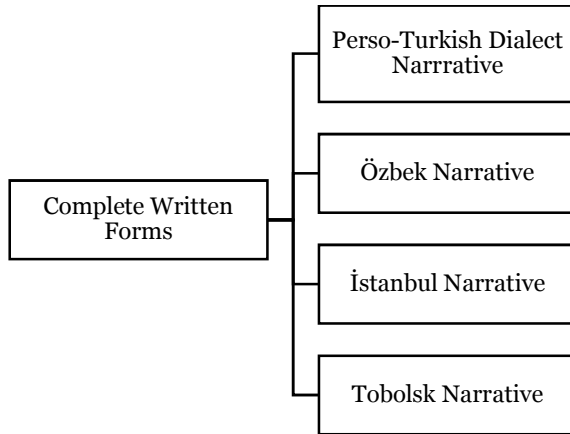 Perso-Turkish Dialect
Narrrative
Özbek Narrative
Complete Written
Forms
İstanbul Narrative
Tobolsk Narrative